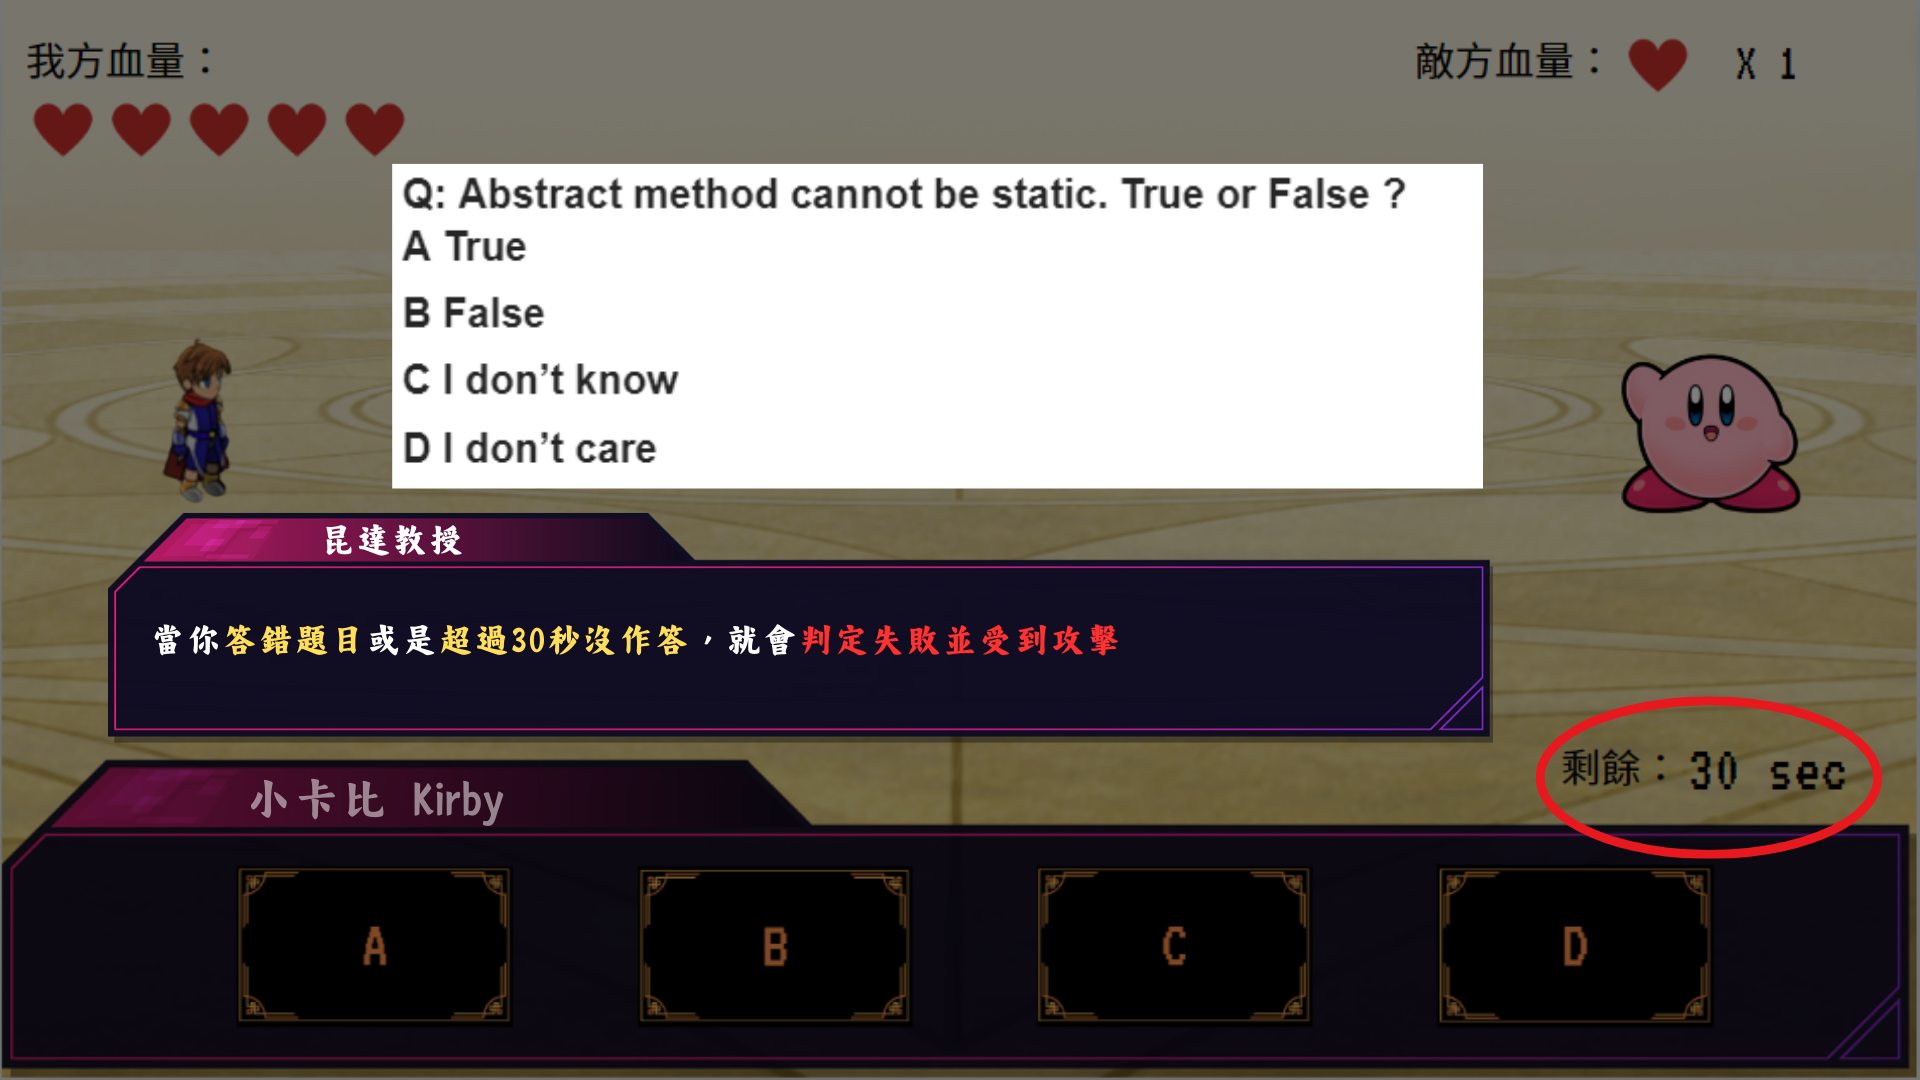 我方血量：
敵方血量： X 1
Q: Abstract method cannot be static. True or False ?
A True
B False
C I don’t know
D I don’t care
昆達教授
當你答錯題目或是超過30秒沒作答，就會判定失敗並受到攻擊
剩餘： 30 sec
小卡比 Kirby
A
B
C
D